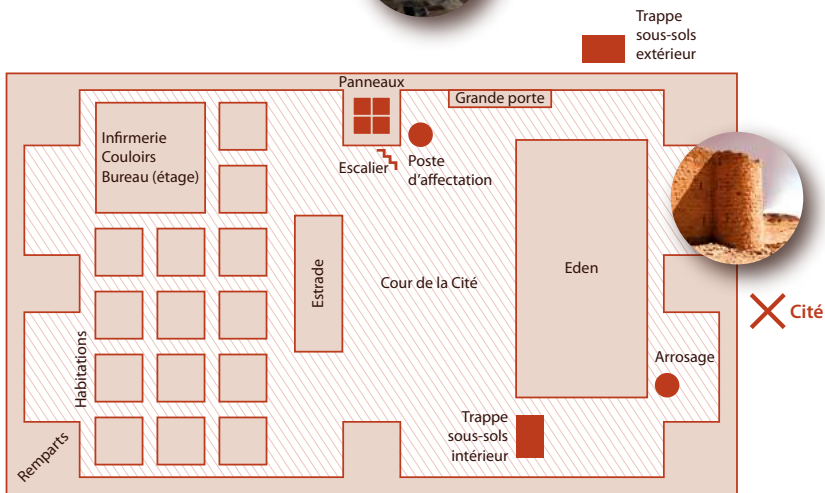 Trappe
sous-sols
extérieur
Panneaux
Grande porte
Infirmerie
Couloirs
Bureau (étage)
Escalier
Poste
d'affectation
Estrade
Cour de la Cité
Eden
Cité
Habitations
Arrosage
Trappe
sous-sols
intérieur
Remparts